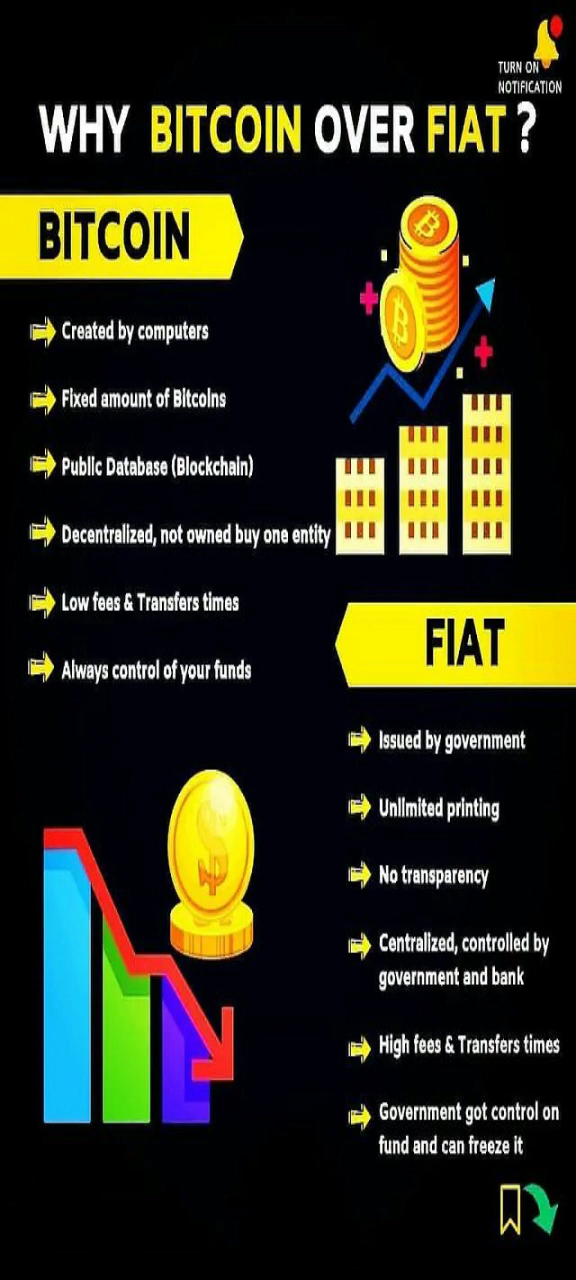 TURN ON
NOTIFICATION
WHY BITCOIN OVER FIAT ?
BITCOIN
Created by computers
Fixed amount of Bitcoins
Public Database (Blockchain)
Decentralized, not owned buy one entity
Low fees & Transfers times
Always control of your funds
FIAT
Issued by government
Unlimited printing
No transparency
Centralized, controlled by
government and bank
High fees & Transfers times
Government got control on
fund and can freeze it